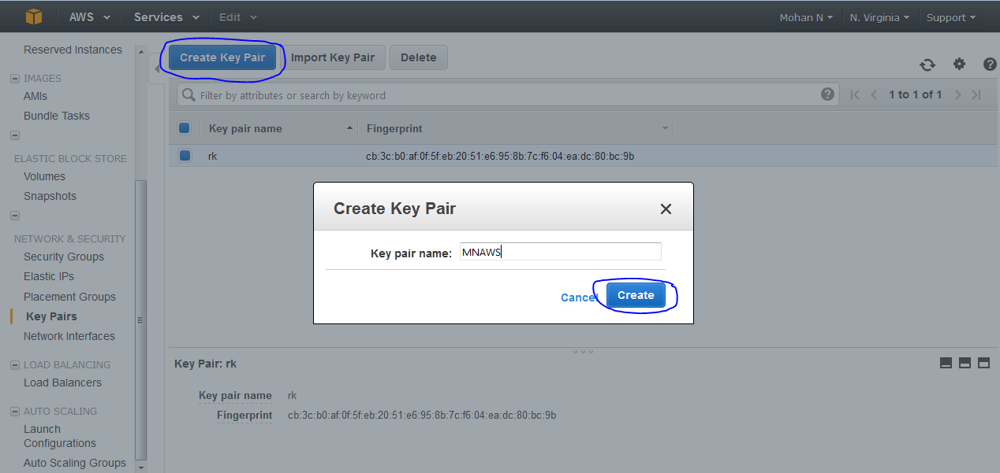 AWS Services Edit Mohan N N. Virginia Support
Reserved Instances
IMAGES
AMIs
Bundle Tasks
ELASTIC BLOCK STORE
Volumes
Snapshots
NETWORK & SECURITY
Security Groups
Elastic IPs
Placement Groups
Key Pairs
Network Interfaces
LOAD BALANCING
Load Balancers
AUTO SCALING
Launch
Configurations
Auto Scaling Groups
Create Key Pair Import Key Pair Delete
Filter by attributes or search by keyword 1 to 1 of 1
Key pair name Fingerprint
rk cb:3c:b0:af:0f:5f:eb:20:51:e6:95:8b:7c:f6:04:ea:dc:80:bc:9b
Create Key Pair
Key pair name: MNAWS
Cancel Create
Key Pair: rk
Key pair name rk
Fingerprint cb:3c:b0:af:0f:5f:eb:20:51:e6:95:8b:7c:f6:04:ea:dc:80:bc:9b